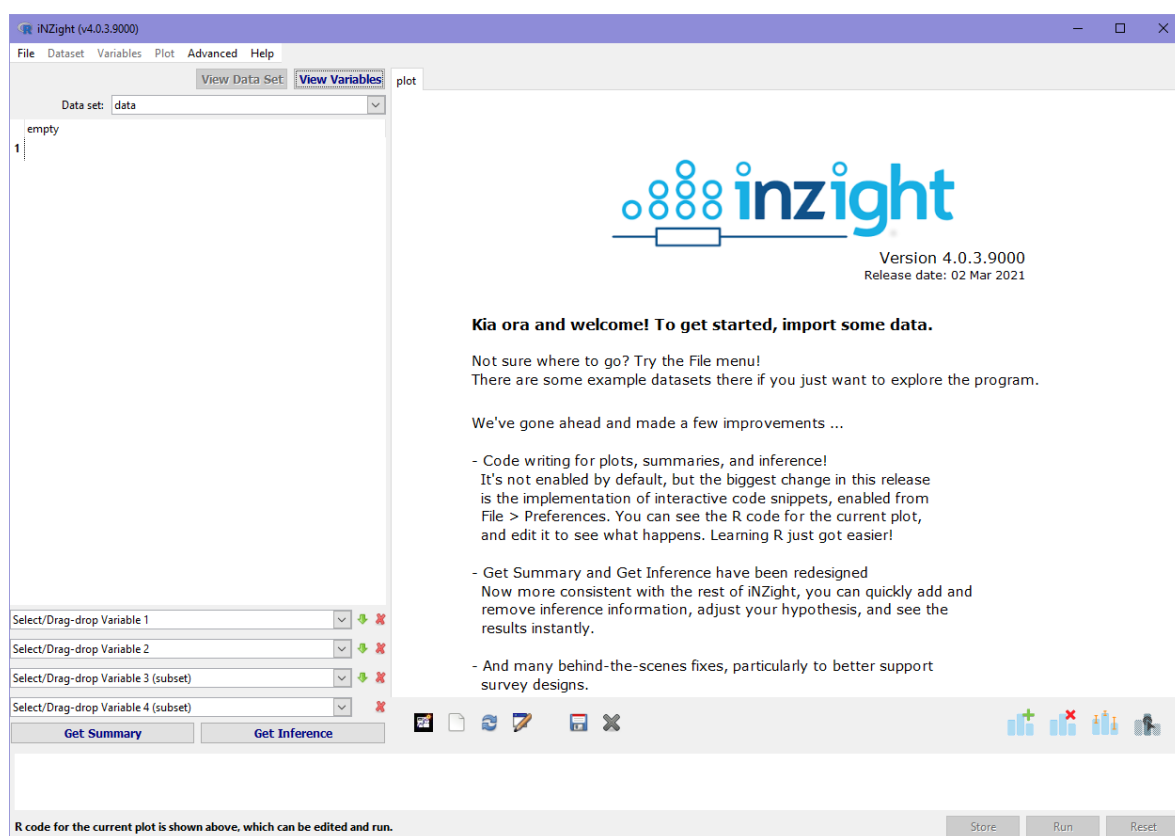 iNZight (v4.0.3.9000)
File Dataset Variables Plot Advanced Help
View Data Set View Variables
plot
Data set: data
empty
1
inzight
Version 4.0.3.9000
Release date: 02 Mar 2021
Kia ora and welcome! To get started, import some data.
Not sure where to go? Try the File menu!
There are some example datasets there if you just want to explore the program.
We've gone ahead and made a few improvements ...
- Code writing for plots, summaries, and inference!
It's not enabled by default, but the biggest change in this release
is the implementation of interactive code snippets, enabled from
File > Preferences. You can see the R code for the current plot,
and edit it to see what happens. Learning R just got easier!
- Get Summary and Get Inference have been redesigned
Now more consistent with the rest of iNZight, you can quickly add and
remove inference information, adjust your hypothesis, and see the
results instantly.
- And many behind-the-scenes fixes, particularly to better support
survey designs.
Select/Drag-drop Variable 1
Select/Drag-drop Variable 2
Select/Drag-drop Variable 3 (subset)
Select/Drag-drop Variable 4 (subset)
Get Summary Get Inference
R code for the current plot is shown above, which can be edited and run.
Store Run Reset